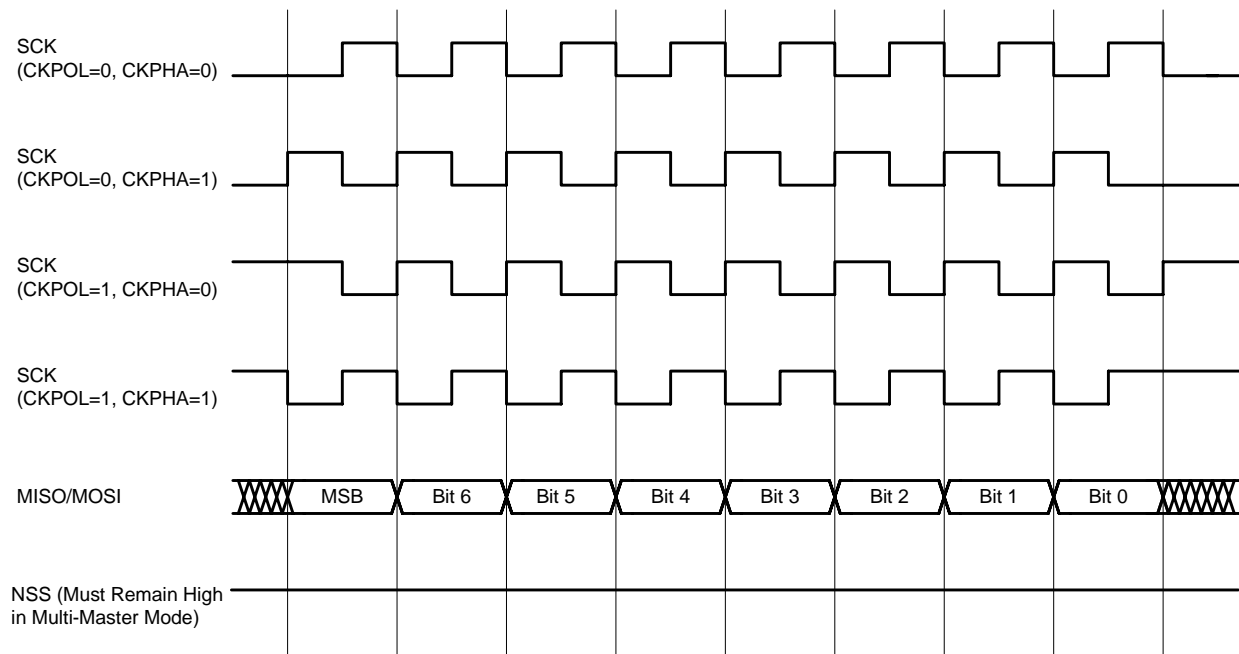 SCK
(CKPOL=0, CKPHA=0)
SCK
(CKPOL=0, CKPHA=1)
SCK
(CKPOL=1, CKPHA=0)
SCK
(CKPOL=1, CKPHA=1)
MISO/MOSI
MSB
Bit 6
Bit 5
Bit 4
Bit 3
Bit 2
Bit 1
Bit 0
NSS (Must Remain High
in Multi-Master Mode)